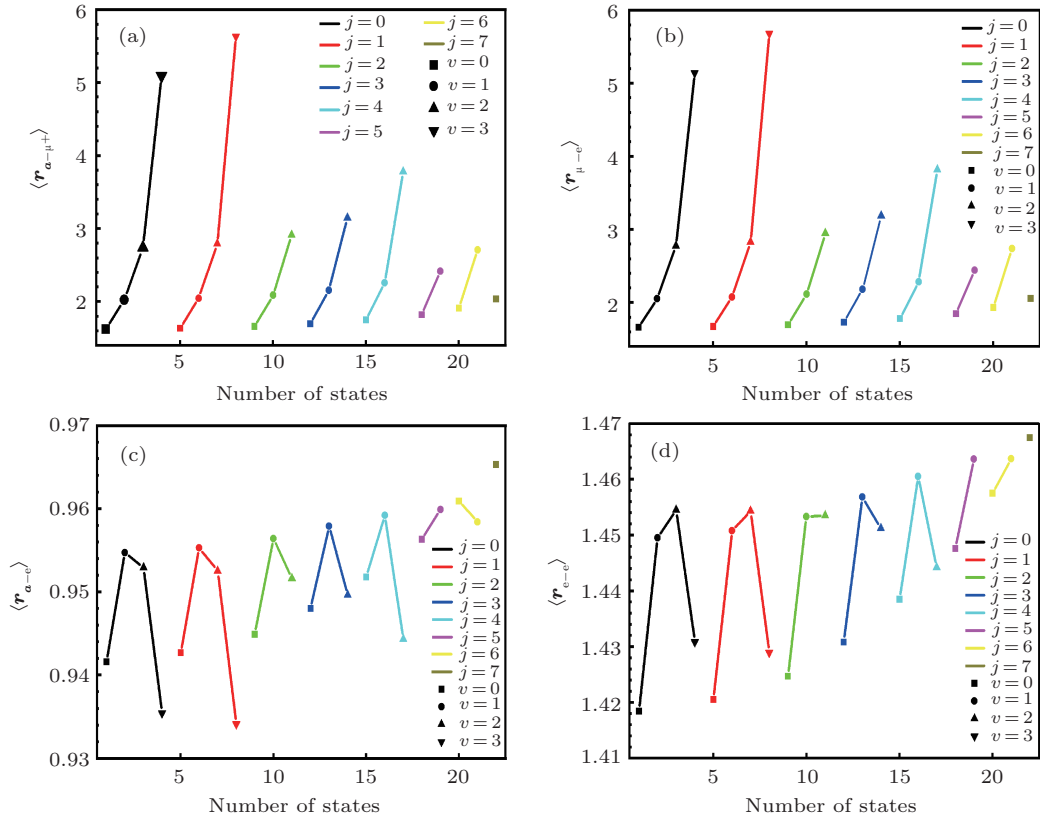 (a)
j = 0
j = 1
j = 2
j = 3
j = 4
j = 5
j = 6
j = 7
v = 0
v = 1
v = 2
v = 3
6
5
4
3
2
⟨r_{a−μ+}⟩
5
10
15
20
Number of states
(b)
j = 0
j = 1
j = 2
j = 3
j = 4
j = 5
j = 6
j = 7
v = 0
v = 1
v = 2
v = 3
6
5
4
3
2
⟨r_{μ−e}⟩
5
10
15
20
Number of states
(c)
0.97
0.96
0.95
0.94
0.93
⟨r_{a−e}⟩
j = 0
j = 1
j = 2
j = 3
j = 4
j = 5
j = 6
j = 7
v = 0
v = 1
v = 2
v = 3
5
10
15
20
Number of states
(d)
1.47
1.46
1.45
1.44
1.43
1.42
1.41
⟨r_{e−e}⟩
j = 0
j = 1
j = 2
j = 3
j = 4
j = 5
j = 6
j = 7
v = 0
v = 1
v = 2
v = 3
5
10
15
20
Number of states